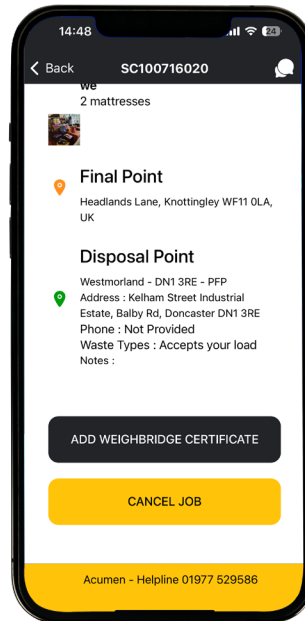 14:48
24
Back
SC100716020
we
2 mattresses
Final Point
Headlands Lane, Knottingley WF11 0LA,
UK
Disposal Point
Westmorland - DN1 3RE - PFP
Address : Kelham Street Industrial
Estate, Balby Rd, Doncaster DN1 3RE
Phone : Not Provided
Waste Types : Accepts your load
Notes :
ADD WEIGHBRIDGE CERTIFICATE
CANCEL JOB
Acumen - Helpline 01977 529586